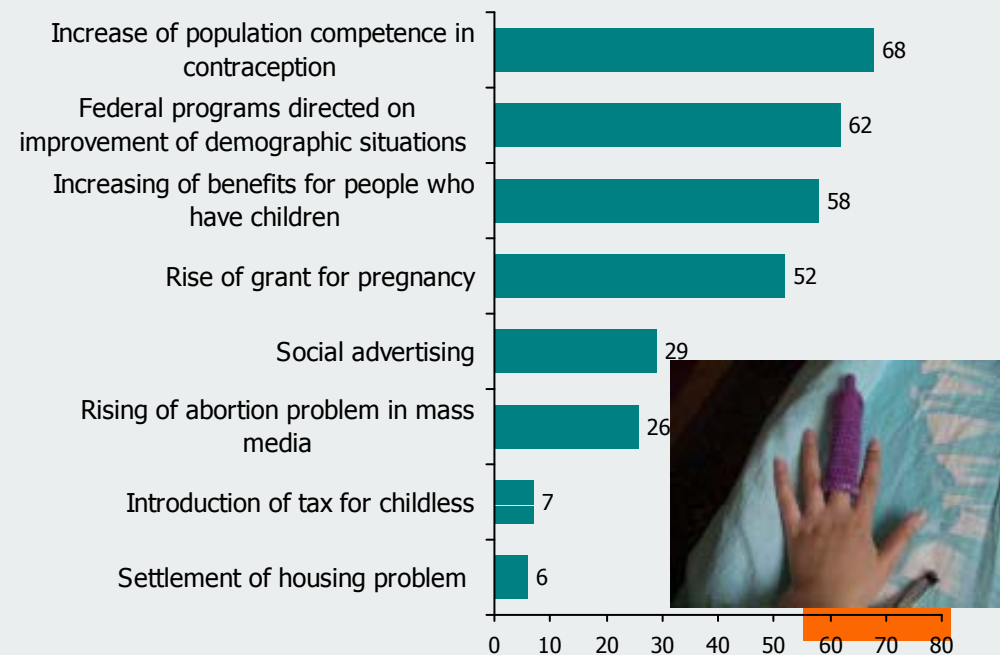 Increase of population competence in
contraception
68
Federal programs directed on
improvement of demographic situations
62
Increasing of benefits for people who
have children
58
Rise of grant for pregnancy
52
Social advertising
29
Rising of abortion problem in mass
media
26
Introduction of tax for childless
7
Settlement of housing problem
6
0 10 20 30 40 50 60 70 80